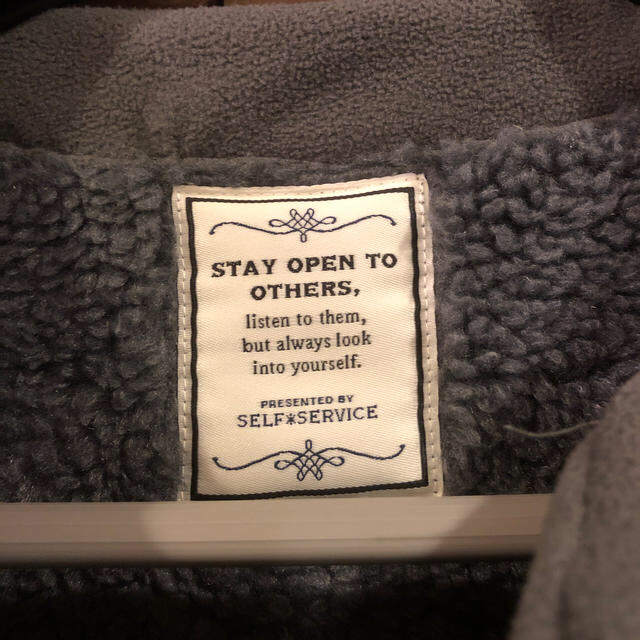 STAY OPEN TO
OTHERS,
listen to them,
but always look
into yourself.
PRESENTED BY
SELF*SERVICE